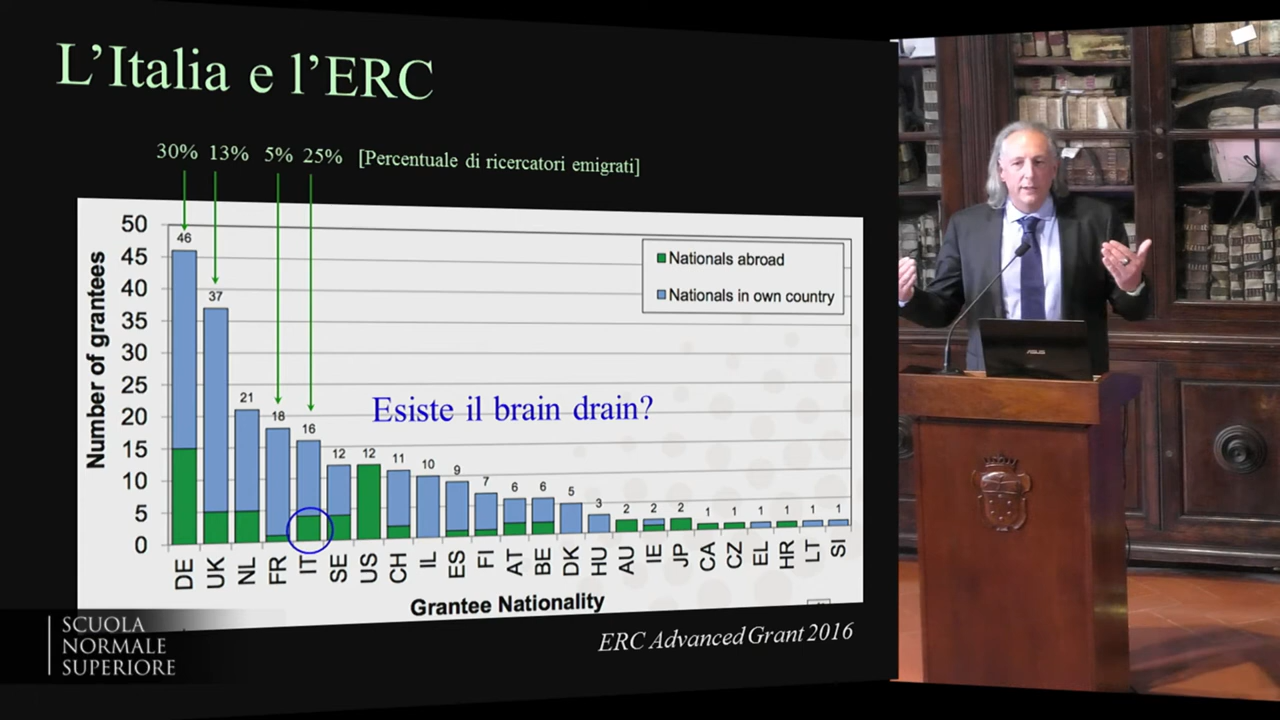 L'Italia e l'ERC
30% 13% 5% 25% [Percentuale di ricercatori emigrati]
Number of grantees
50
45
40
35
30
25
20
15
10
5
0
Nationals abroad
Nationals in own country
46
37
21
18
16
12
12
11
10
9
7
6
6
5
3
2
2
2
1
1
1
1
1
1
Esiste il brain drain?
DE UK NL FR IT SE US CH IL ES FI AT BE DK HU AU IE JP CA CZ EL HR LT SI
Grantee Nationality
ERC Advanced Grant 2016
SCUOLA
NORMALE
SUPERIORE
ASUS